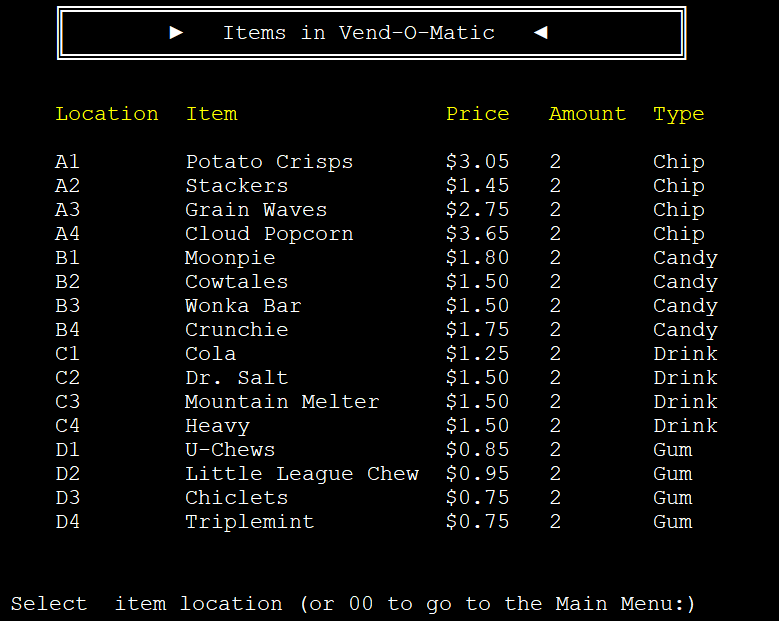 ► Items in Vend-O-Matic ◄
Location Item Price Amount Type
A1 Potato Crisps $3.05 2 Chip
A2 Stackers $1.45 2 Chip
A3 Grain Waves $2.75 2 Chip
A4 Cloud Popcorn $3.65 2 Chip
B1 Moonpie $1.80 2 Candy
B2 Cowtales $1.50 2 Candy
B3 Wonka Bar $1.50 2 Candy
B4 Crunchie $1.75 2 Candy
C1 Cola $1.25 2 Drink
C2 Dr. Salt $1.50 2 Drink
C3 Mountain Melter $1.50 2 Drink
C4 Heavy $1.50 2 Drink
D1 U-Chews $0.85 2 Gum
D2 Little League Chew $0.95 2 Gum
D3 Chiclets $0.75 2 Gum
D4 Triplemint $0.75 2 Gum
Select  item location (or 00 to go to the Main Menu:)